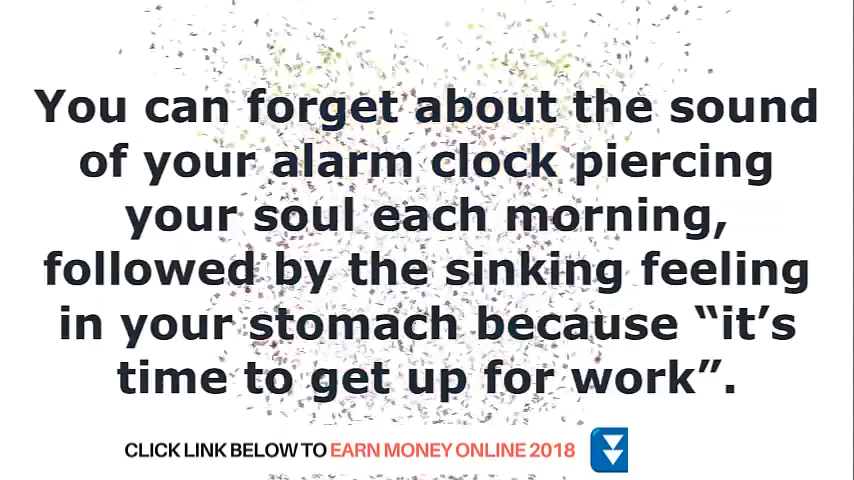 You can forget about the sound
of your alarm clock piercing
your soul each morning,
followed by the sinking feeling
in your stomach because “it’s
time to get up for work”.
CLICK LINK BELOW TO EARN MONEY ONLINE 2018